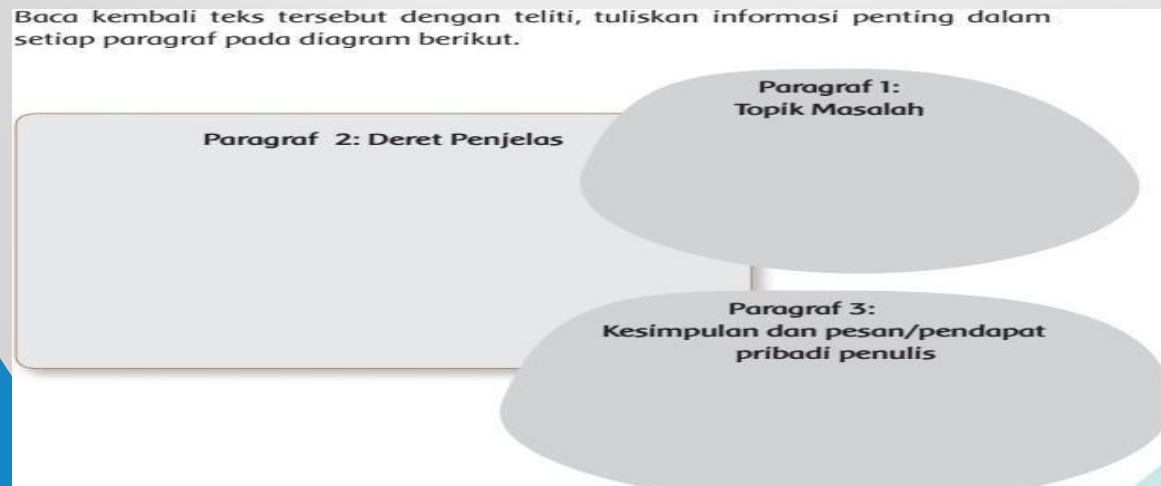 Baca kembali teks tersebut dengan teliti, tuliskan informasi penting dalam
setiap paragraf pada diagram berikut.
Paragraf 1:
Topik Masalah
Paragraf 2: Deret Penjelas
Paragraf 3:
Kesimpulan dan pesan/pendapat
pribadi penulis